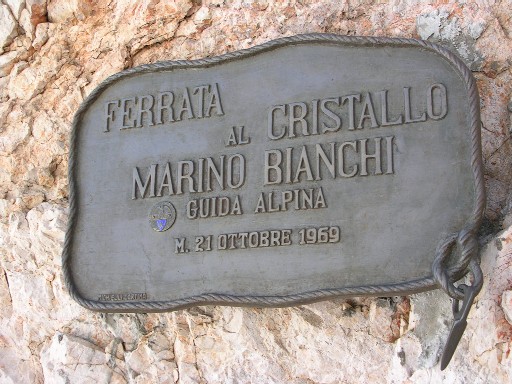 FERRATA
AL CRISTALLO
MARINO BIANCHI
GUIDA ALPINA
M. 21 OTTOBRE 1969